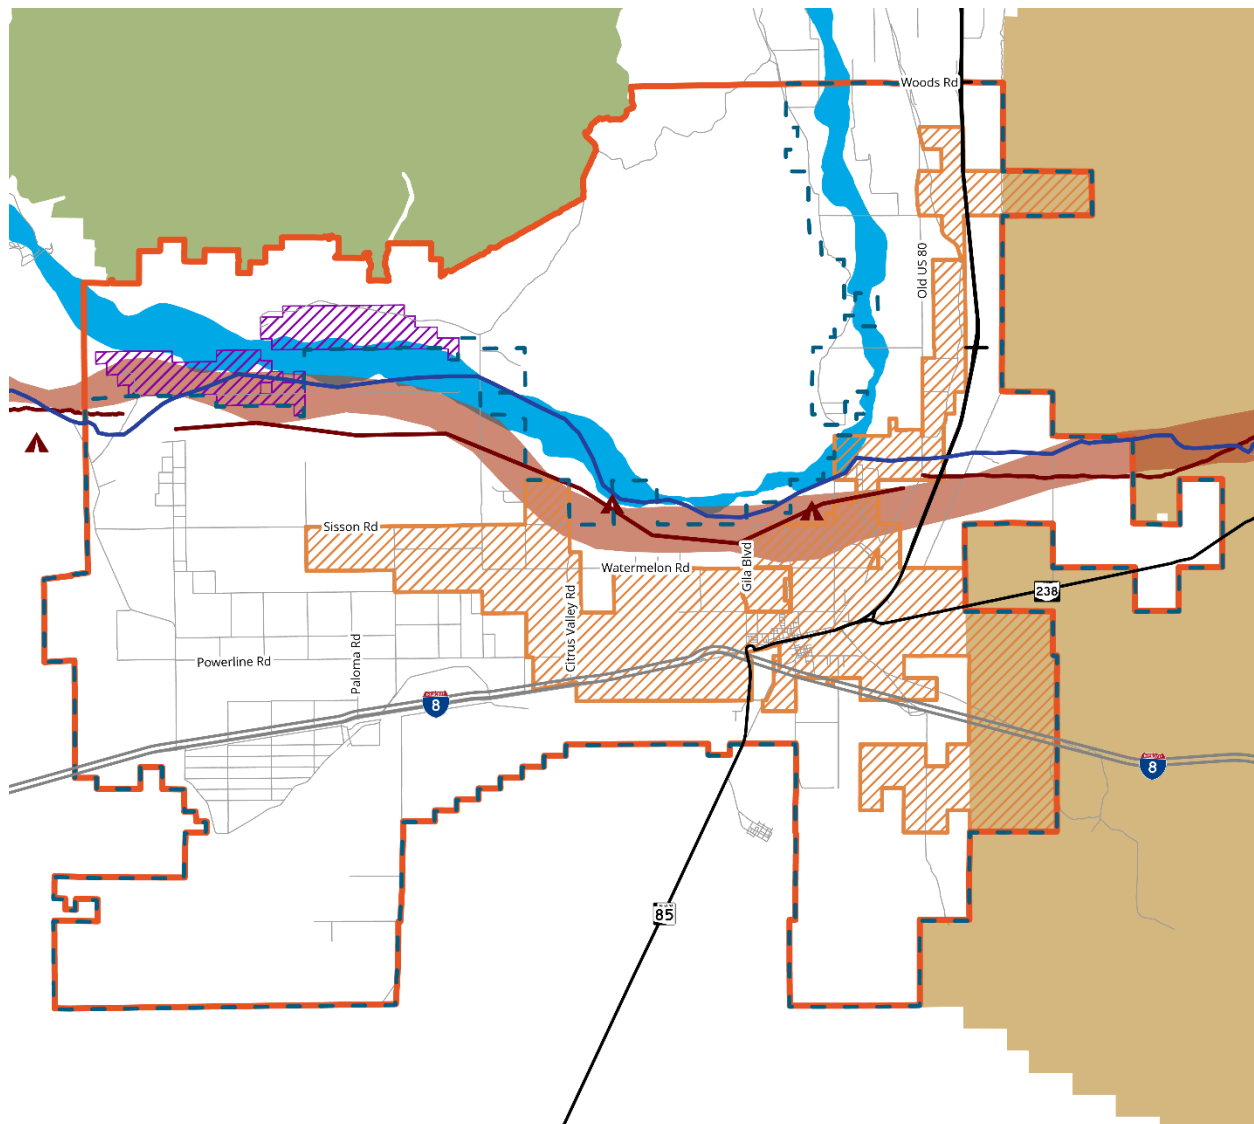 Woods Rd
Old US 80
Sisson Rd
Watermelon Rd
Gila Blvd
238
Citrus Valley Rd
Paloma Rd
Powerline Rd
8
8
85